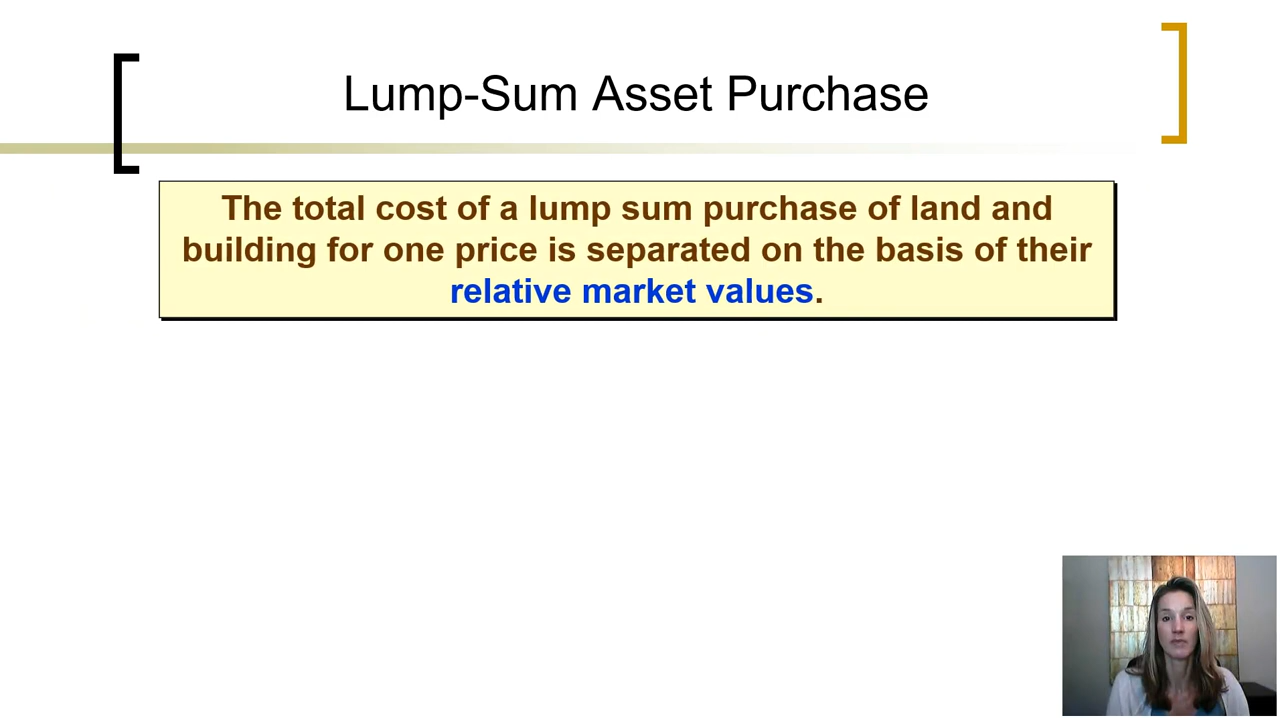 Lump-Sum Asset Purchase
The total cost of a lump sum purchase of land and
building for one price is separated on the basis of their
relative market values.